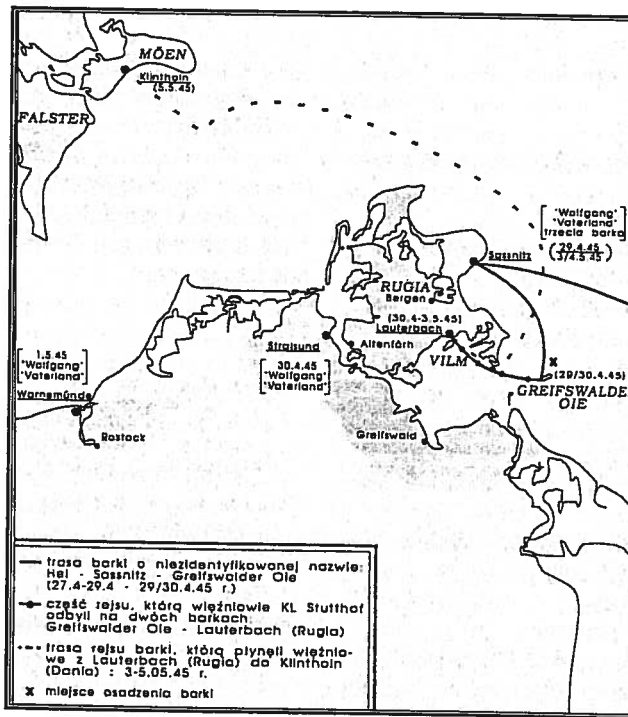 MÖEN
Klintholn
(5.5.45)
FALSTER
"Wolfgang"
"Vaterland"
trzecia barka
(29.4.45)
(3/4.5 45)
Sassnitz
RUGIA
Bergen
(30.4-3.5.45)
Lauterbach
Stralsund
Altenförh
VILM
30.4.45
"Wolfgang"
"Vaterland"
x (29/30.4.45)
GREIFSWALDER
OIE
1.5.45
"Wolfgang"
"Vaterland"
Warnemünde
Rostock
Greifswald
trasa barki o niezidentyfikowanej nazwie:
Hel - Sassnitz - Greifswalder Oie
(27.4-29.4 - 29/30.4.45 r.)
część rejsu, którą więźniowie KL Stutthof
odbyli na dwóch barkach:
Greifswalder Oie - Lauterbach (Rugia)
trasa rejsu barki, którą płynęli więźnio-
we z Lauterbach (Rugia) do Klintholn
(Dania) : 3-5.05.45 r.
x miejsce osadzenia barki